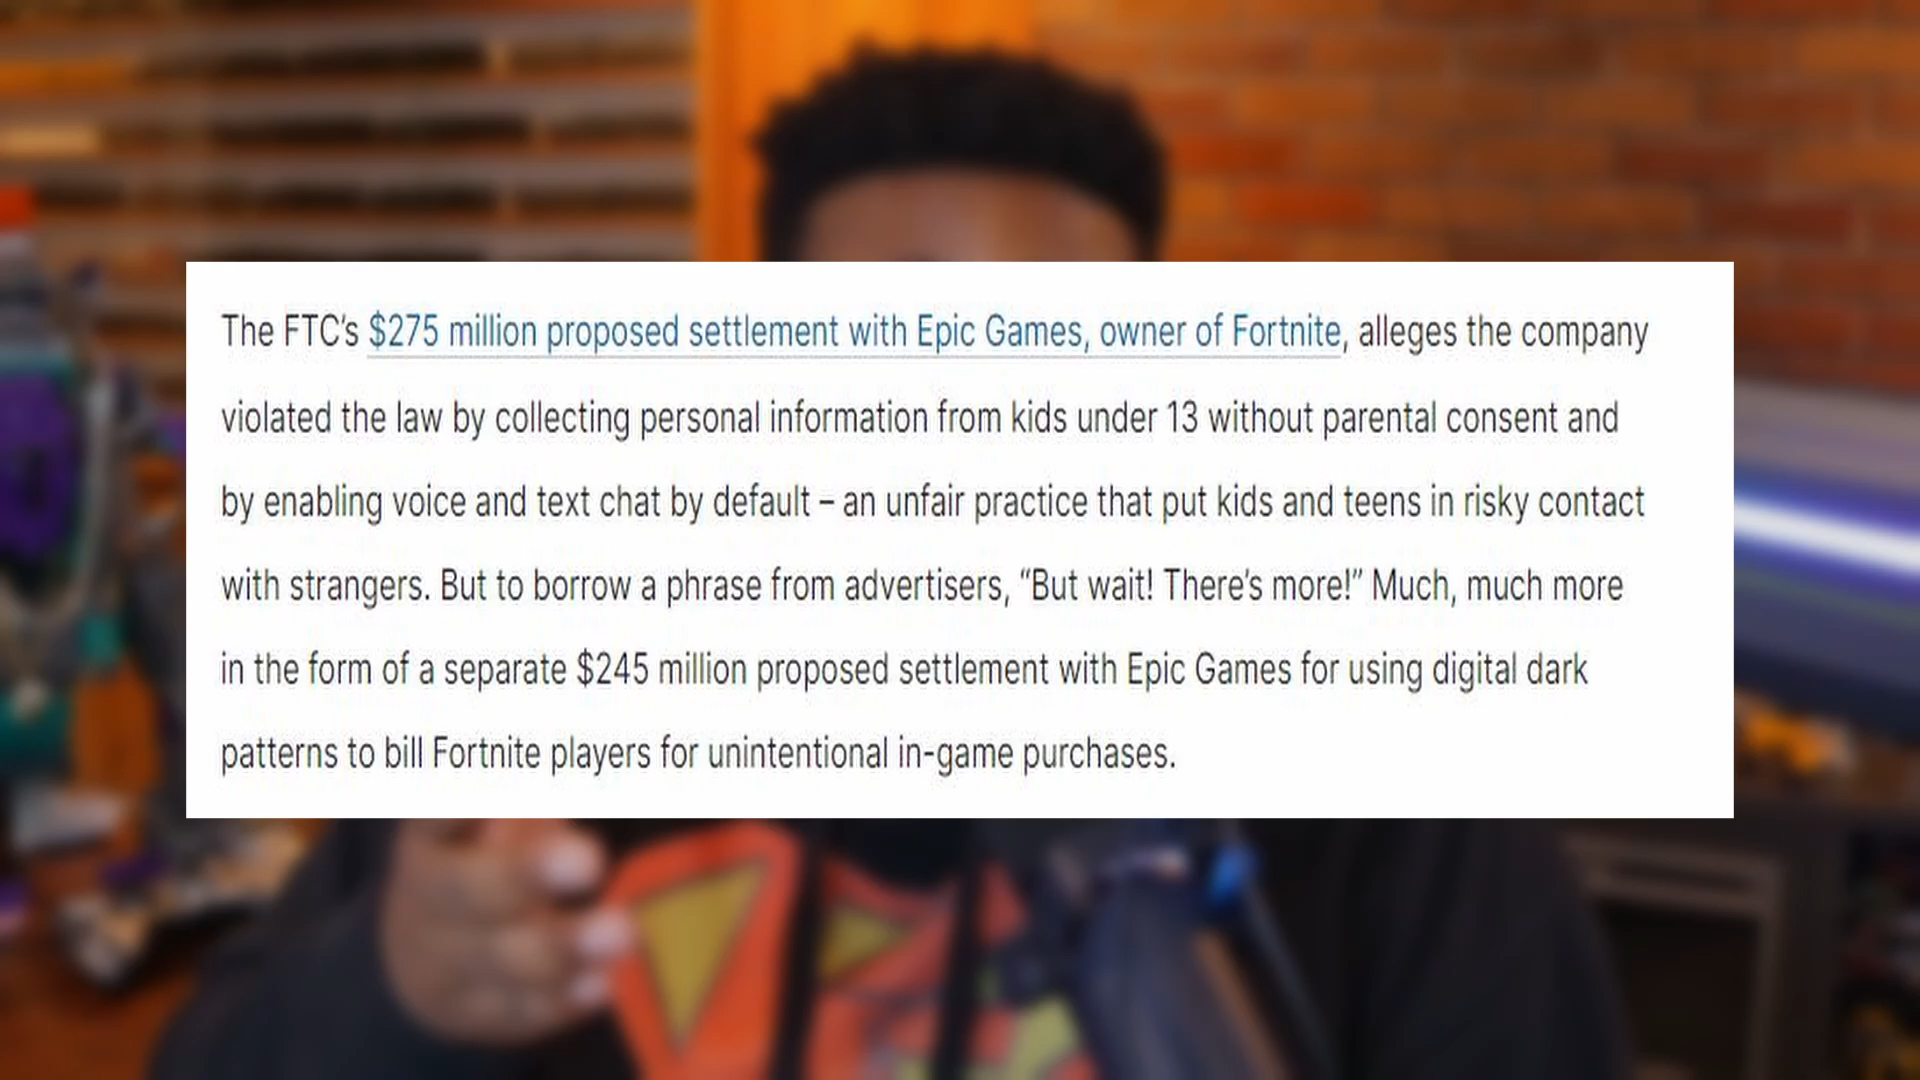 The FTC's $275 million proposed settlement with Epic Games, owner of Fortnite, alleges the company
violated the law by collecting personal information from kids under 13 without parental consent and
by enabling voice and text chat by default – an unfair practice that put kids and teens in risky contact
with strangers. But to borrow a phrase from advertisers, “But wait! There's more!” Much, much more
in the form of a separate $245 million proposed settlement with Epic Games for using digital dark
patterns to bill Fortnite players for unintentional in-game purchases.